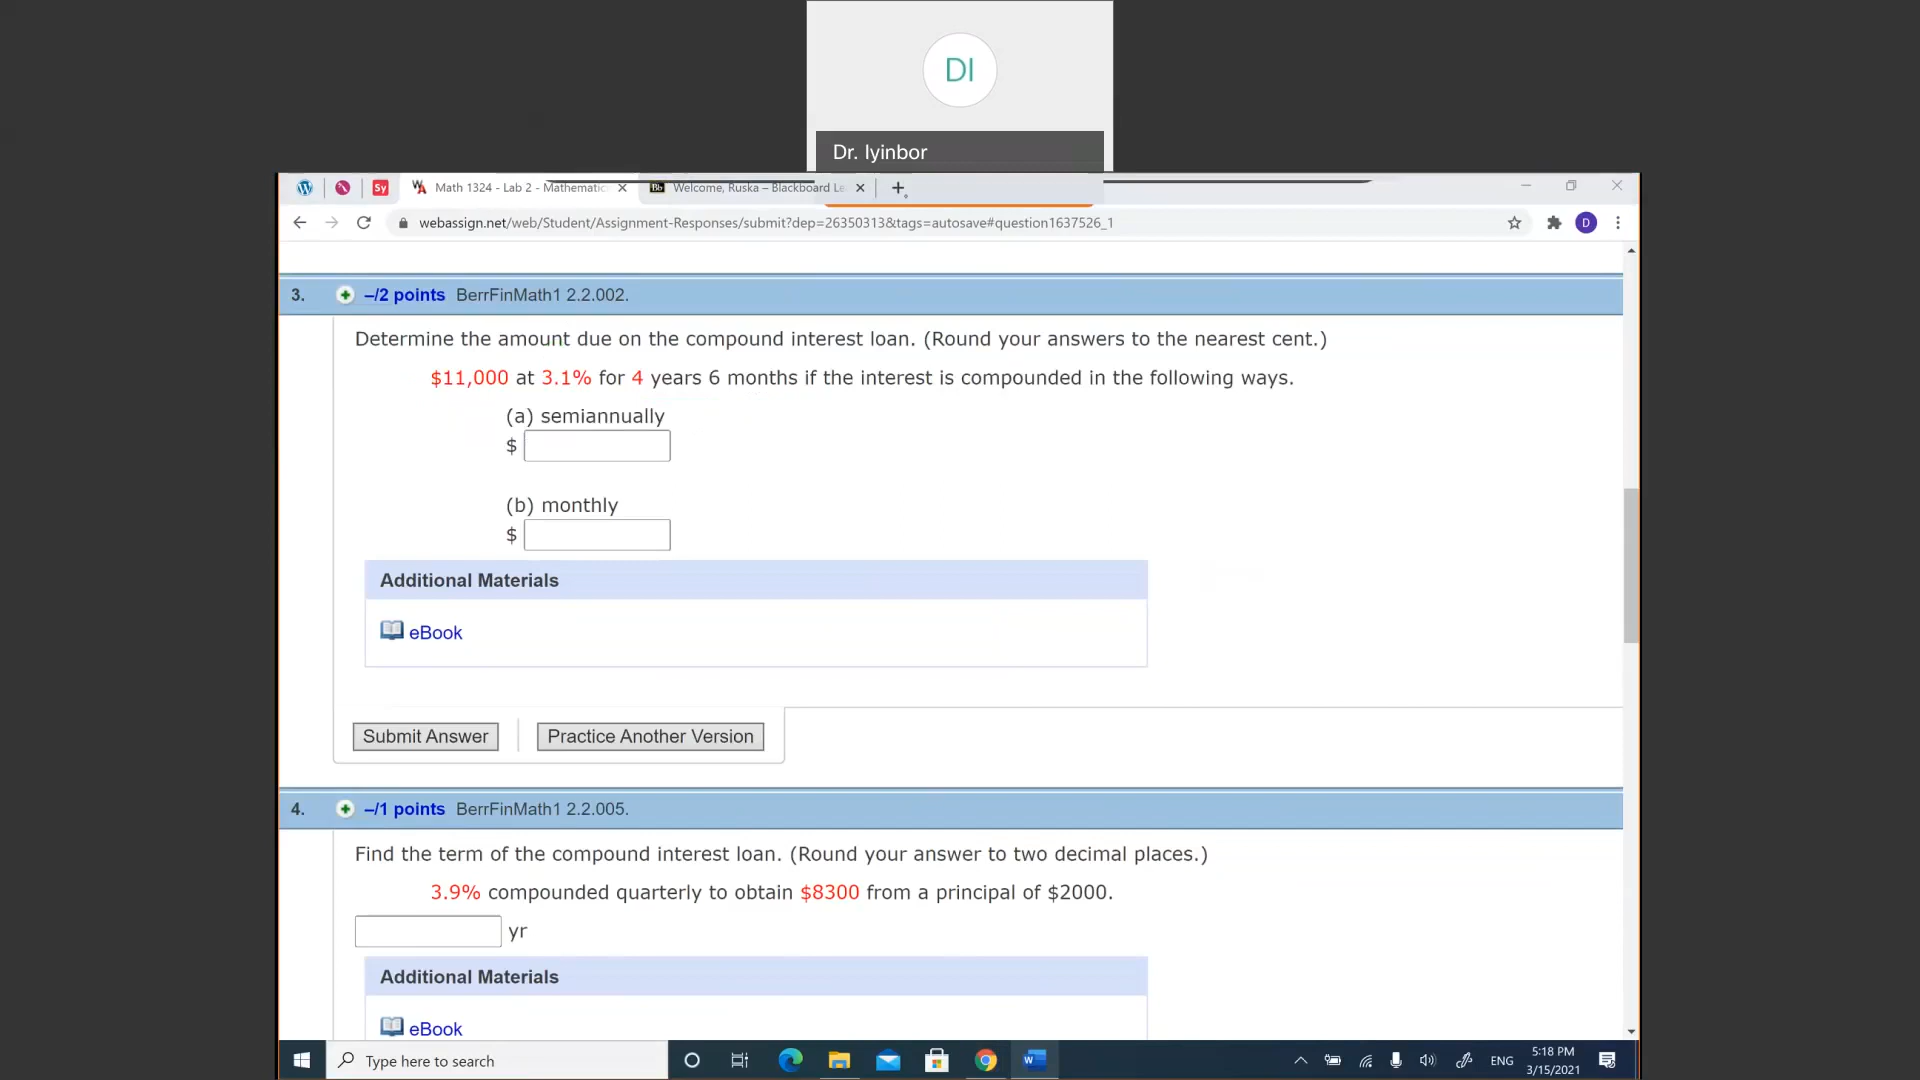 DI
Dr. Iyinbor
Sy
Math 1324 - Lab 2 - Mathematic
Bb
Welcome, Ruska – Blackboard Le
webassign.net/web/Student/Assignment-Responses/submit?dep=26350313&tags=autosave#question1637526_1
D
3. –/2 points BerrFinMath1 2.2.002.
Determine the amount due on the compound interest loan. (Round your answers to the nearest cent.)
$11,000 at 3.1% for 4 years 6 months if the interest is compounded in the following ways.
(a) semiannually
$
(b) monthly
$
Additional Materials
eBook
Submit Answer
Practice Another Version
4. –/1 points BerrFinMath1 2.2.005.
Find the term of the compound interest loan. (Round your answer to two decimal places.)
3.9% compounded quarterly to obtain $8300 from a principal of $2000.
yr
Additional Materials
eBook
Type here to search
ENG
5:18 PM
3/15/2021